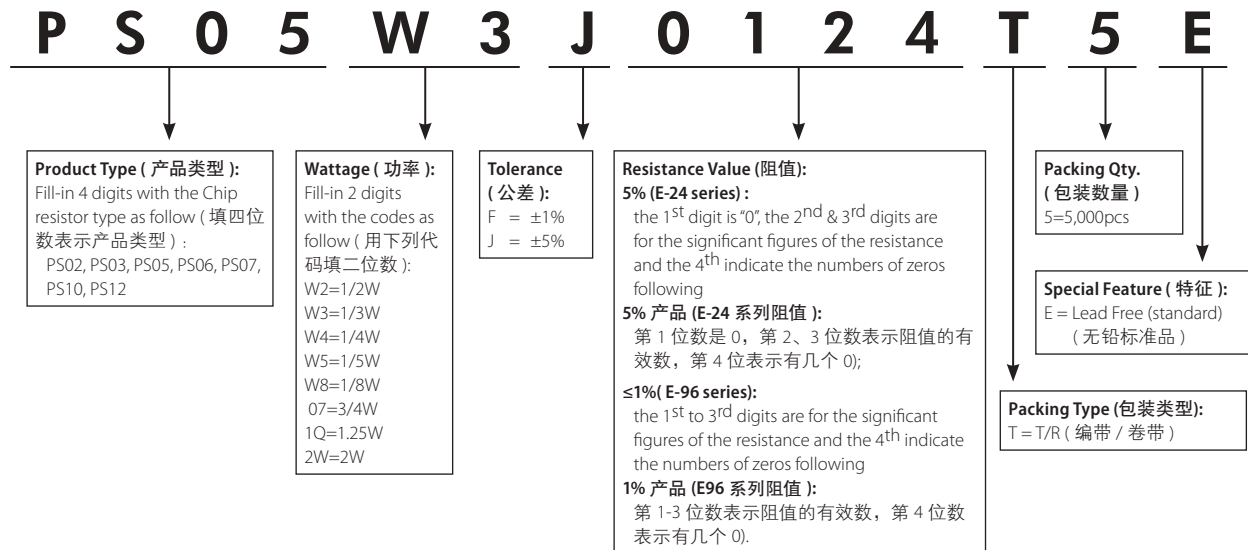 P S 0 5 W 3 J 0 1 2 4 T 5 E
Product Type ( 产品类型 ):
Fill-in 4 digits with the Chip
resistor type as follow ( 填四位
数表示产品类型 ) :
PS02, PS03, PS05, PS06, PS07,
PS10, PS12
Wattage ( 功率 ):
Fill-in 2 digits
with the codes as
follow ( 用下列代
码填二位数 ):
W2=1/2W
W3=1/3W
W4=1/4W
W5=1/5W
W8=1/8W
07=3/4W
1Q=1.25W
2W=2W
Tolerance
( 公差 ):
F = ±1%
J = ±5%
Resistance Value (阻值):
5% (E-24 series) :
the 1st digit is “0”, the 2nd & 3rd digits are
for the significant figures of the resistance
and the 4th indicate the numbers of zeros
following
5% 产品 (E-24 系列阻值 ):
第 1 位数是 0，第 2、3 位数表示阻值的有
效数，第 4 位表示有几个 0);
≤1%( E-96 series):
the 1st to 3rd digits are for the significant
figures of the resistance and the 4th indicate
the numbers of zeros following
1% 产品 (E96 系列阻值 ):
第 1-3 位数表示阻值的有效数，第 4 位数
表示有几个 0).
Packing Qty.
( 包装数量 )
5=5,000pcs
Special Feature ( 特征 ):
E = Lead Free (standard)
( 无铅标准品 )
Packing Type (包装类型):
T = T/R ( 编带 / 卷带 )